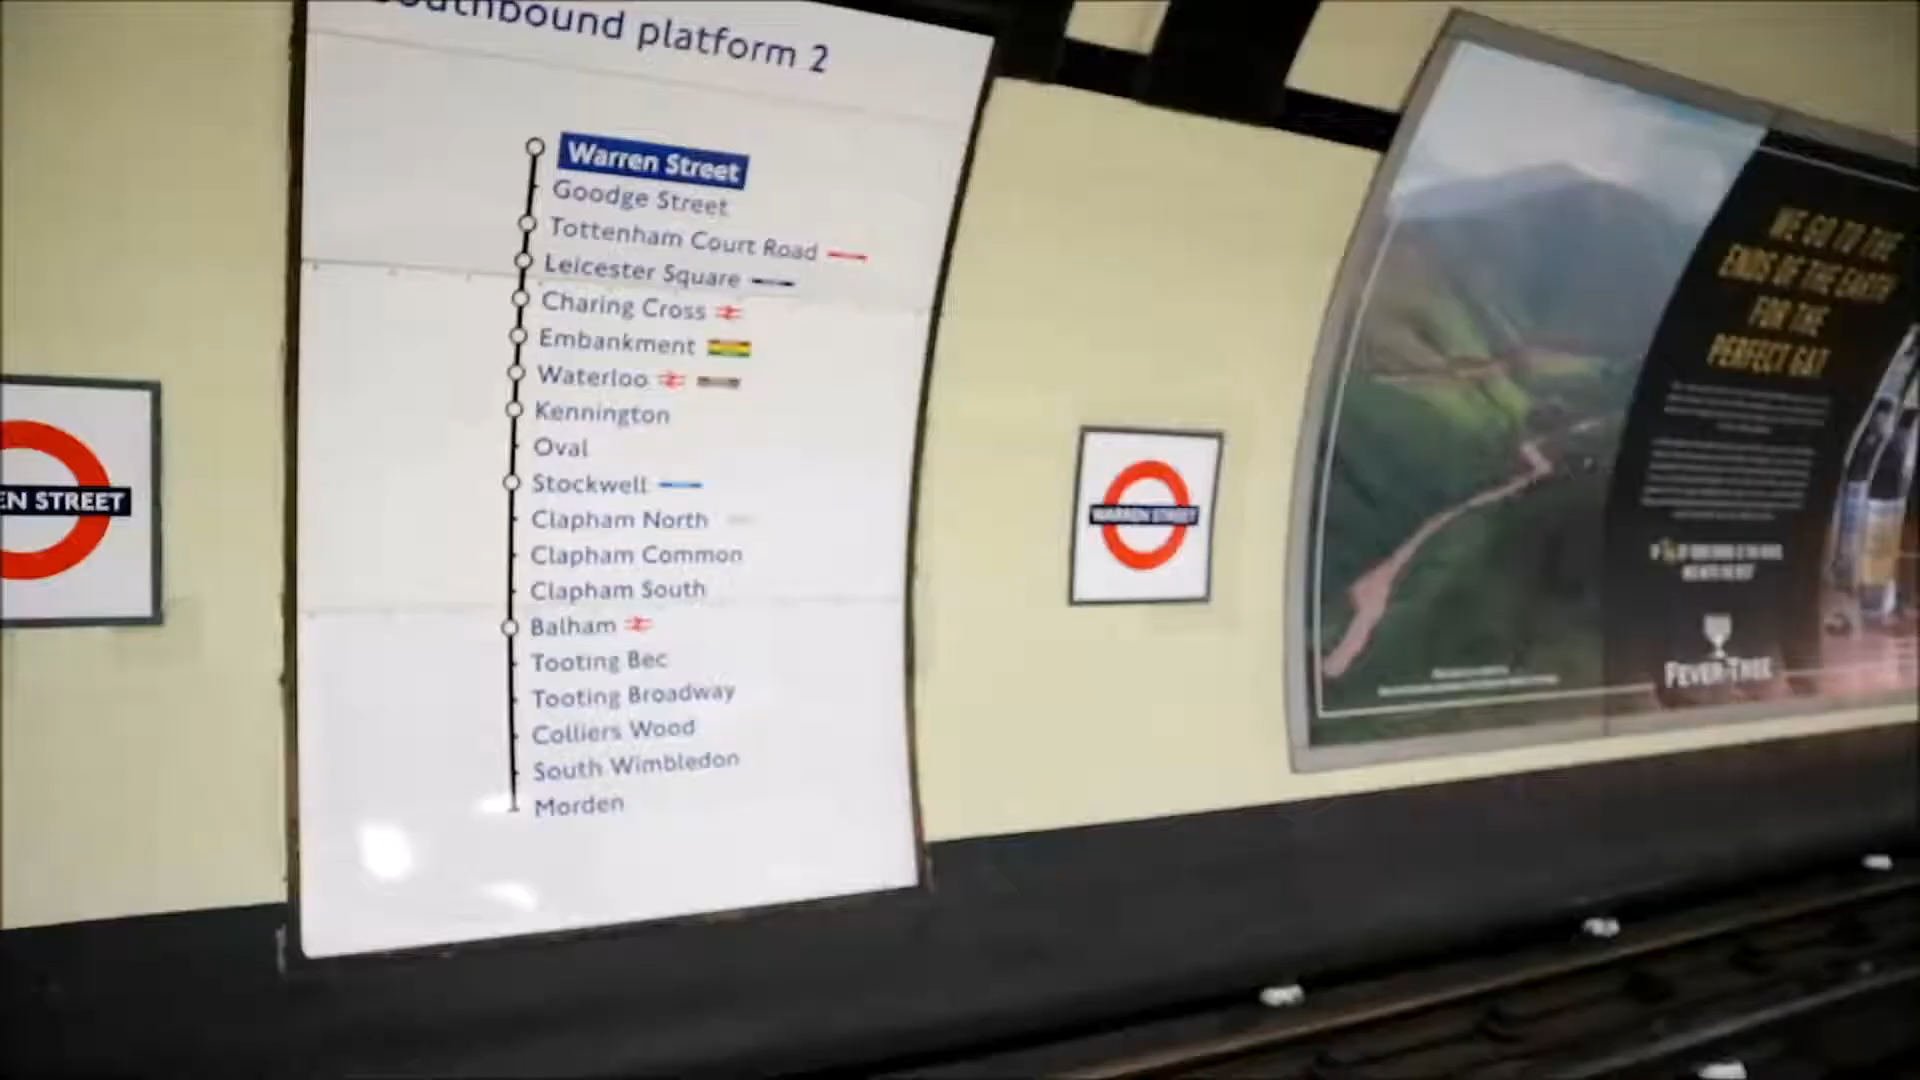 outhbound platform 2
Warren Street
Goodge Street
Tottenham Court Road
Leicester Square
Charing Cross
Embankment
Waterloo
Kennington
Oval
Stockwell
Clapham North
Clapham Common
Clapham South
Balham
Tooting Bec
Tooting Broadway
Colliers Wood
South Wimbledon
Morden
EN STREET
WARREN STREET
WE GO TO THE
ENDS OF THE EARTH
FOR THE
PERFECT G&T
FEVER-TREE